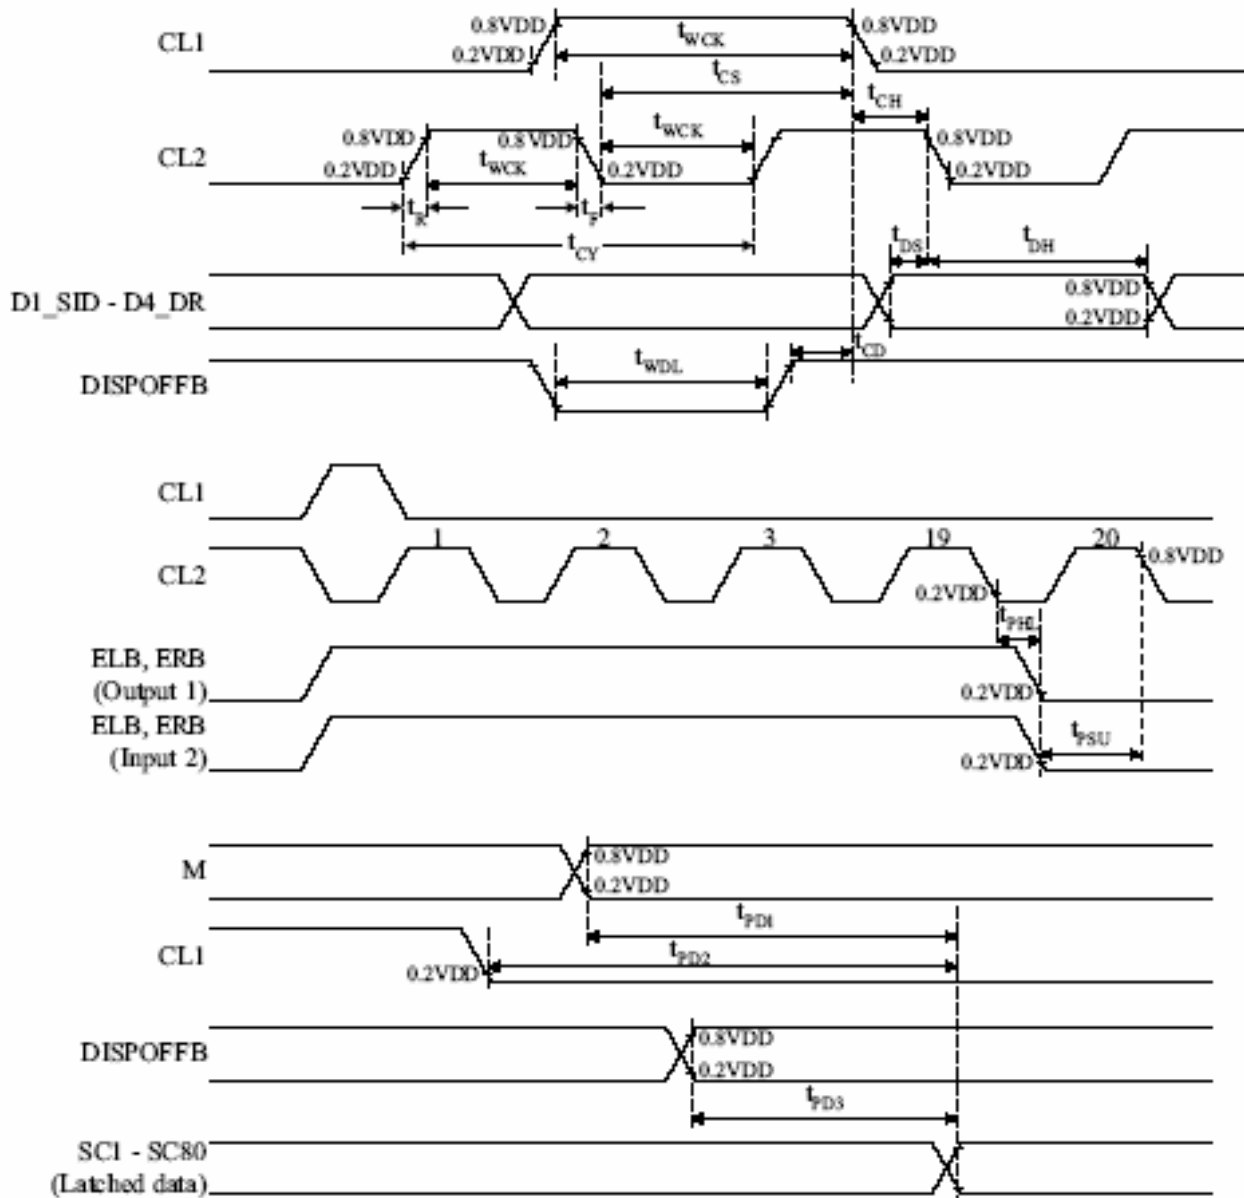 CL1
0.8VDD
0.2VDD
tWCK
0.8VDD
0.2VDD
tCS
tCH
CL2
0.8VDD
0.2VDD
tWCK
0.8VDD
tWCK
0.2VDD
0.8VDD
0.2VDD
tR
tF
tCY
tDS
tDH
D1_SID - D4_DR
0.8VDD
0.2VDD
DISPOFFB
tWDL
tCD
CL1
CL2
1
2
3
19
20
0.8VDD
0.2VDD
tPHL
ELB, ERB
(Output 1)
0.2VDD
ELB, ERB
(Input 2)
0.2VDD
tPSU
M
0.8VDD
0.2VDD
tPD1
CL1
0.2VDD
tPD2
DISPOFFB
0.8VDD
0.2VDD
tPD3
SC1 - SC80
(Latched data)